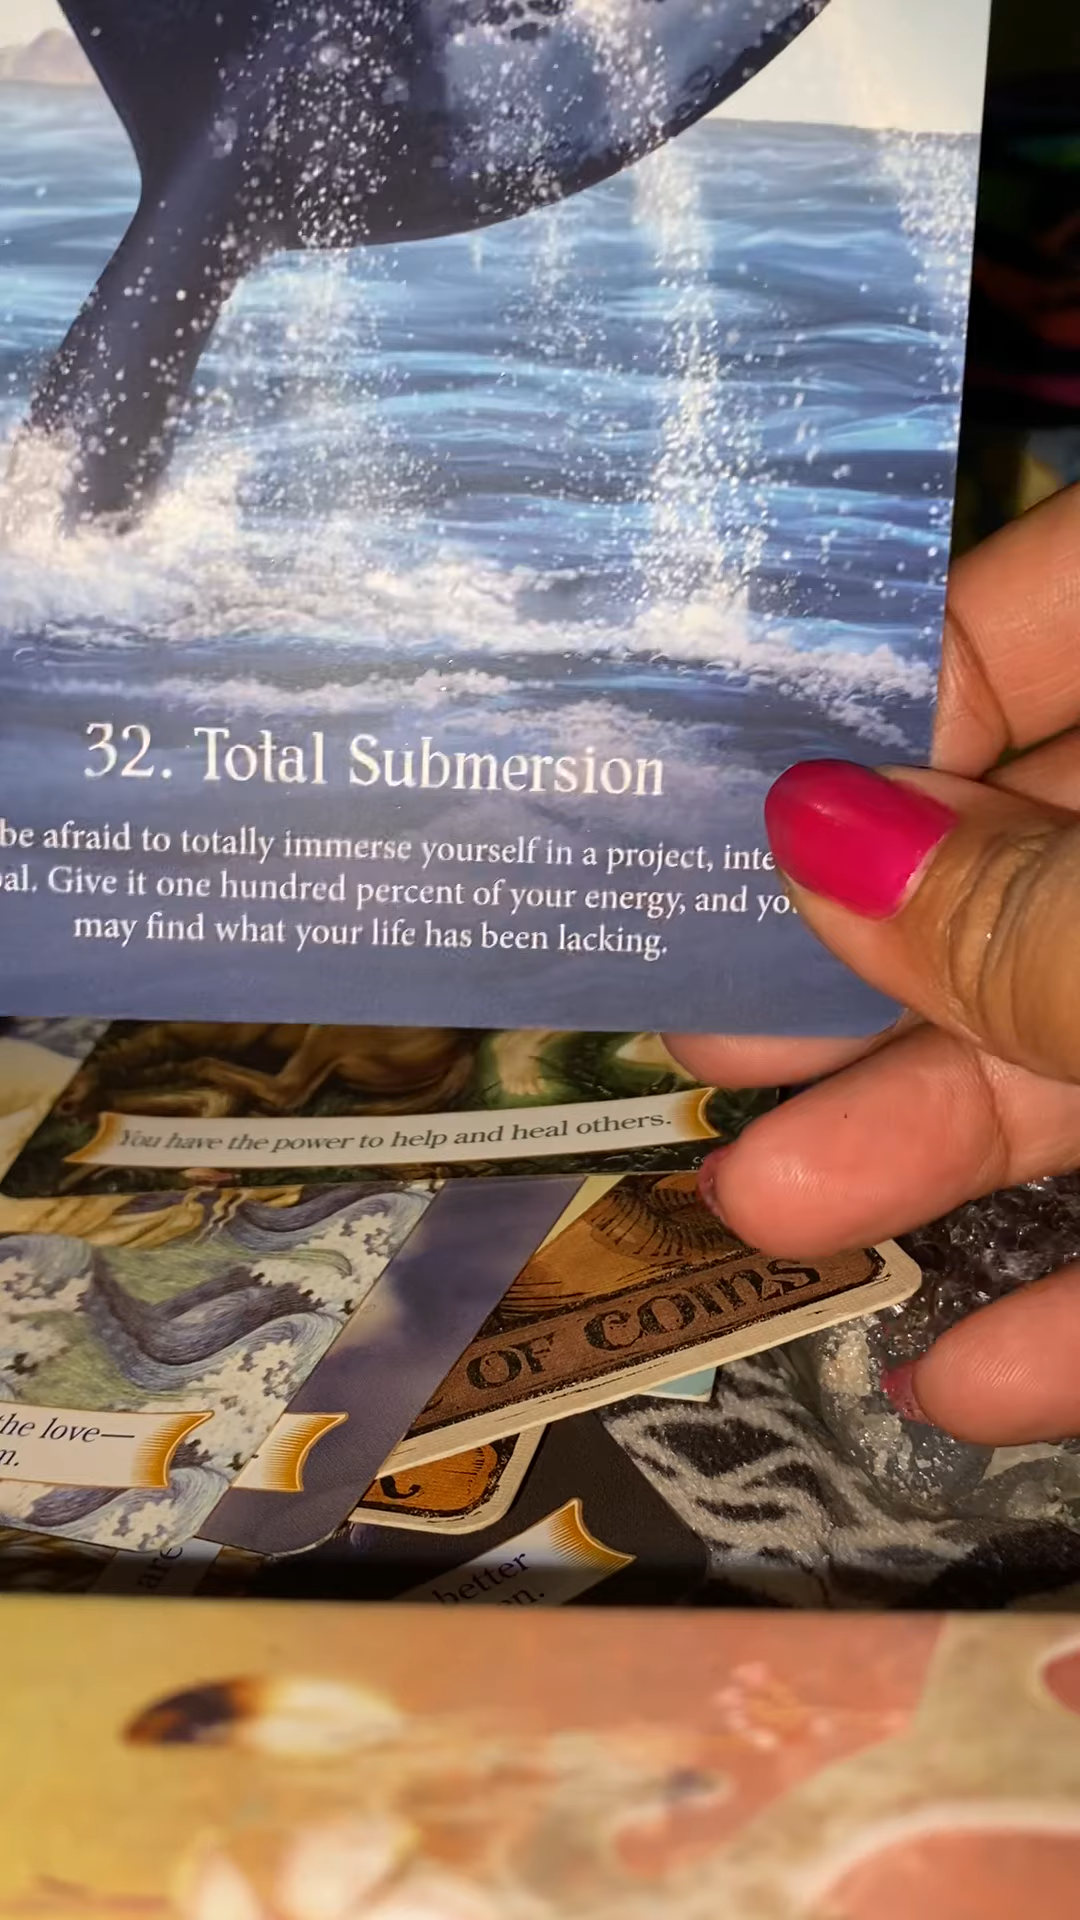 32. Total Submersion
be afraid to totally immerse yourself in a project, inte
al. Give it one hundred percent of your energy, and yo
may find what your life has been lacking.
You have the power to help and heal others.
OF COINS
the love—
are
better